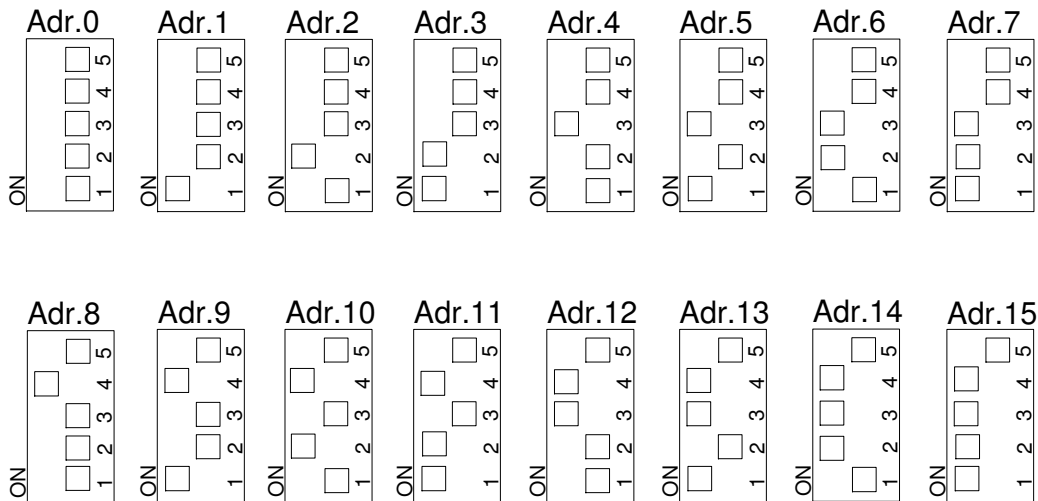 Adr.0 Adr.1 Adr.2 Adr.3 Adr.4 Adr.5 Adr.6 Adr.7
5 5 5 5 5 5 5 5
4 4 4 4 4 4 4 4
3 3 3 3 3 3 3 3
2 2 2 2 2 2 2 2
1 1 1 1 1 1 1 1
ON ON ON ON ON ON ON ON
Adr.8 Adr.9 Adr.10 Adr.11 Adr.12 Adr.13 Adr.14 Adr.15
5 5 5 5 5 5 5 5
4 4 4 4 4 4 4 4
3 3 3 3 3 3 3 3
2 2 2 2 2 2 2 2
1 1 1 1 1 1 1 1
ON ON ON ON ON ON ON ON